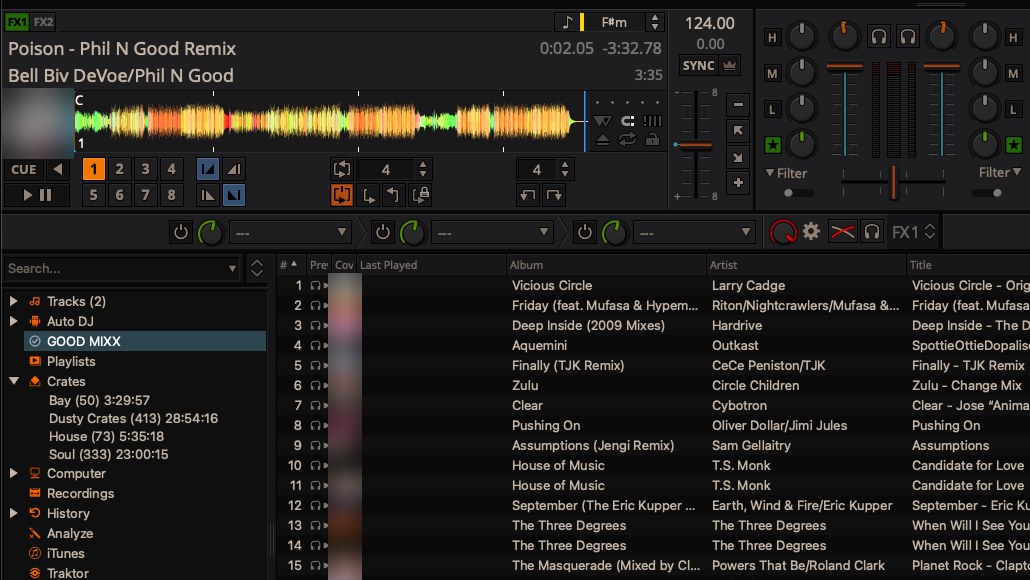 FX1 FX2
F#m
124.00
Poison - Phil N Good Remix
0:02.05 -3:32.78
0.00
Bell Biv DeVoe/Phil N Good
3:35
SYNC
C
1
8
8
H
M
L
H
M
L
CUE
1 2 3 4
4
4
5 6 7 8
Filter
Filter
---
---
---
FX1
Search...
# Pre Cov Last Played Album Artist Title
Tracks (2)
Auto DJ
GOOD MIXX
Playlists
Crates
Bay (50) 3:29:57
Dusty Crates (413) 28:54:16
House (73) 5:35:18
Soul (333) 23:00:15
Computer
Recordings
History
Analyze
iTunes
Traktor
1 Vicious Circle Larry Cadge Vicious Circle - Orig
2 Friday (feat. Mufasa & Hypem... Riton/Nightcrawlers/Mufasa &... Friday (feat. Mufasa
3 Deep Inside (2009 Mixes) Hardrive Deep Inside - The D
4 Aquemini Outkast SpottieOttieDopalis
5 Finally (TJK Remix) CeCe Peniston/TJK Finally - TJK Remix
6 Zulu Circle Children Zulu - Change Mix
7 Clear Cybotron Clear - Jose "Anima
8 Pushing On Oliver Dollar/Jimi Jules Pushing On
9 Assumptions (Jengi Remix) Sam Gellaitry Assumptions
10 House of Music T.S. Monk Candidate for Love
11 House of Music T.S. Monk Candidate for Love
12 September (The Eric Kupper ... Earth, Wind & Fire/Eric Kupper September - Eric Ku
13 The Three Degrees The Three Degrees When Will I See You
14 The Three Degrees The Three Degrees When Will I See You
15 The Masquerade (Mixed by Cl... Powers That Be/Roland Clark Planet Rock - Clapto